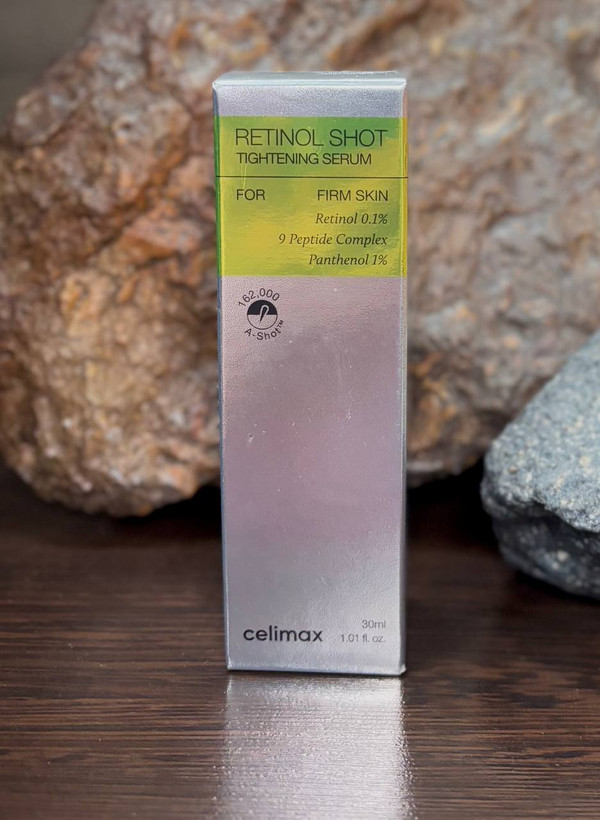 RETINOL SHOT
TIGHTENING SERUM
FOR FIRM SKIN
Retinol 0.1%
9 Peptide Complex
Panthenol 1%
162,000
A-Shot™
celimax
30ml
1.01 fl. oz.